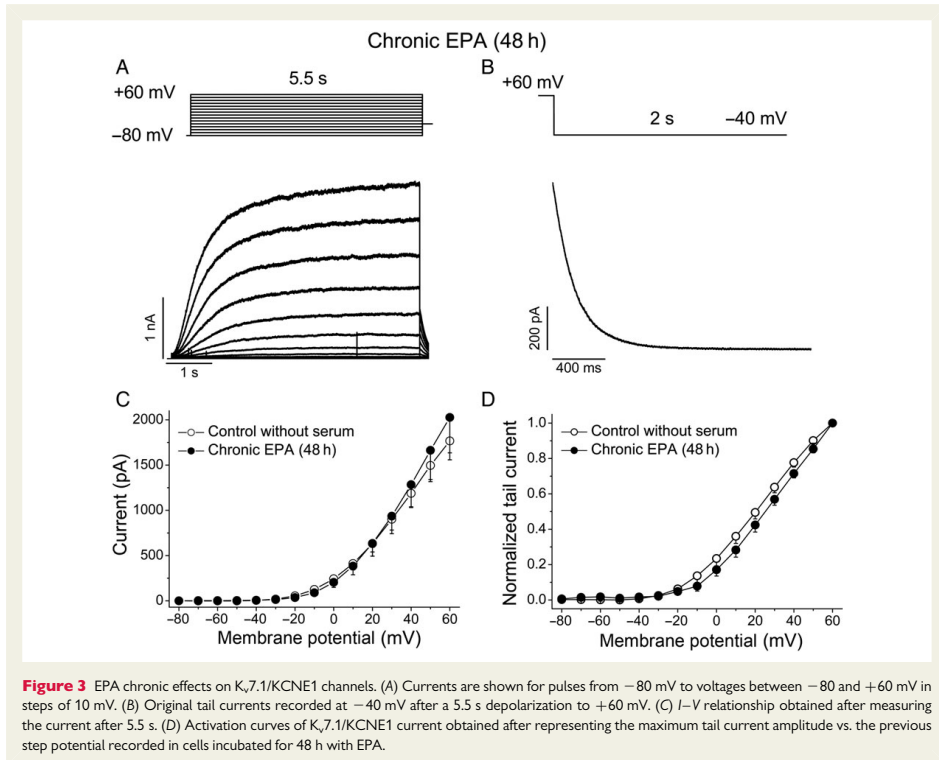 Chronic EPA (48 h)
A
5.5 s
+60 mV
−80 mV
1 nA
1 s
B
+60 mV
2 s
−40 mV
200 pA
400 ms
C
2000
1500
1000
500
0
Current (pA)
Control without serum
Chronic EPA (48 h)
−80 −60 −40 −20 0 20 40 60
Membrane potential (mV)
D
1.0
0.8
0.6
0.4
0.2
0.0
Normalized tail current
Control without serum
Chronic EPA (48 h)
−80 −60 −40 −20 0 20 40 60
Membrane potential (mV)
Figure 3 EPA chronic effects on Kv7.1/KCNE1 channels. (A) Currents are shown for pulses from −80 mV to voltages between −80 and +60 mV in
steps of 10 mV. (B) Original tail currents recorded at −40 mV after a 5.5 s depolarization to +60 mV. (C) I–V relationship obtained after measuring
the current after 5.5 s. (D) Activation curves of Kv7.1/KCNE1 current obtained after representing the maximum tail current amplitude vs. the previous
step potential recorded in cells incubated for 48 h with EPA.